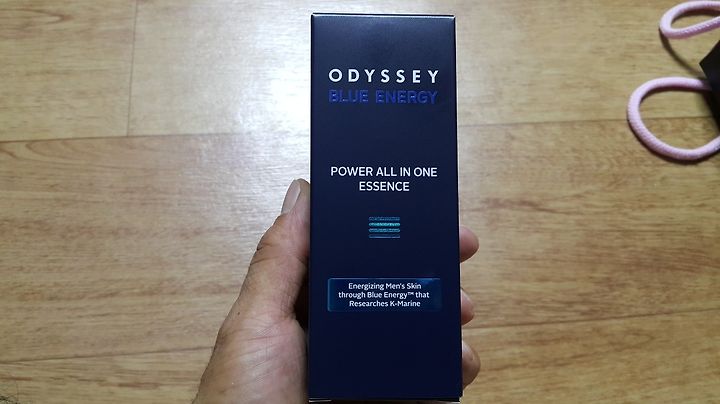 ODYSSEY
BLUE ENERGY
POWER ALL IN ONE
ESSENCE
Energizing Men's Skin
through Blue Energy™ that
Researches K-Marine